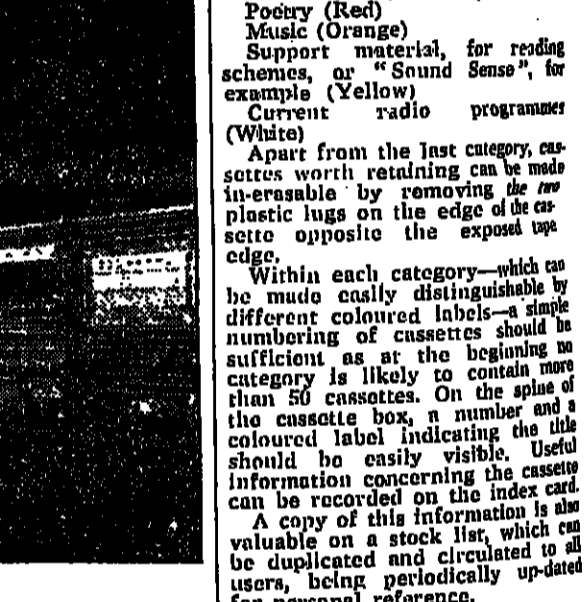 Poetry (Red)
Music (Orange)
Support material, for reading
schemes, or "Sound Sense", for
example (Yellow)
Current radio programmes
(White)
Apart from the last category, cas-
settes worth retaining can be made
in-erasable by removing the two
plastic lugs on the edge of the cas-
sette opposite the exposed tape
edge.
Within each category—which can
be made easily distinguishable by
different coloured labels—a simple
numbering of cassettes should be
sufficient as at the beginning no
category is likely to contain more
than 50 cassettes. On the spine of
the cassette box, a number and a
coloured label indicating the title
should be easily visible. Useful
information concerning the cassette
can be recorded on the index card.
A copy of this information is also
valuable on a stock list, which can
be duplicated and circulated to all
users, being periodically up-dated
for personal reference.